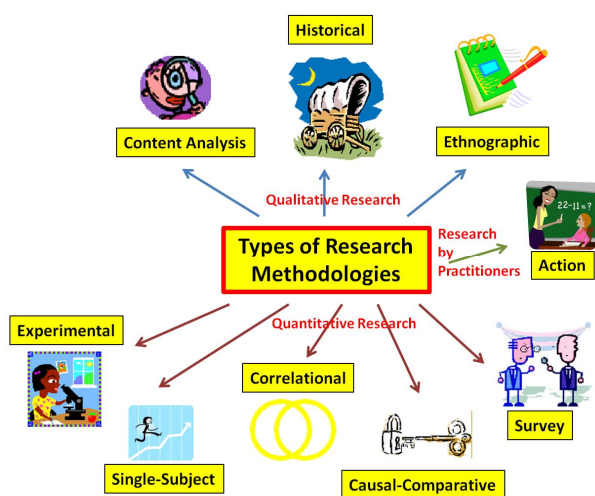 Historical
Content Analysis
Ethnographic
Qualitative Research
22-11=?
Types of Research
Methodologies
Research
by
Practitioners
Action
Experimental
Quantitative Research
Correlational
Survey
Single-Subject
Causal-Comparative